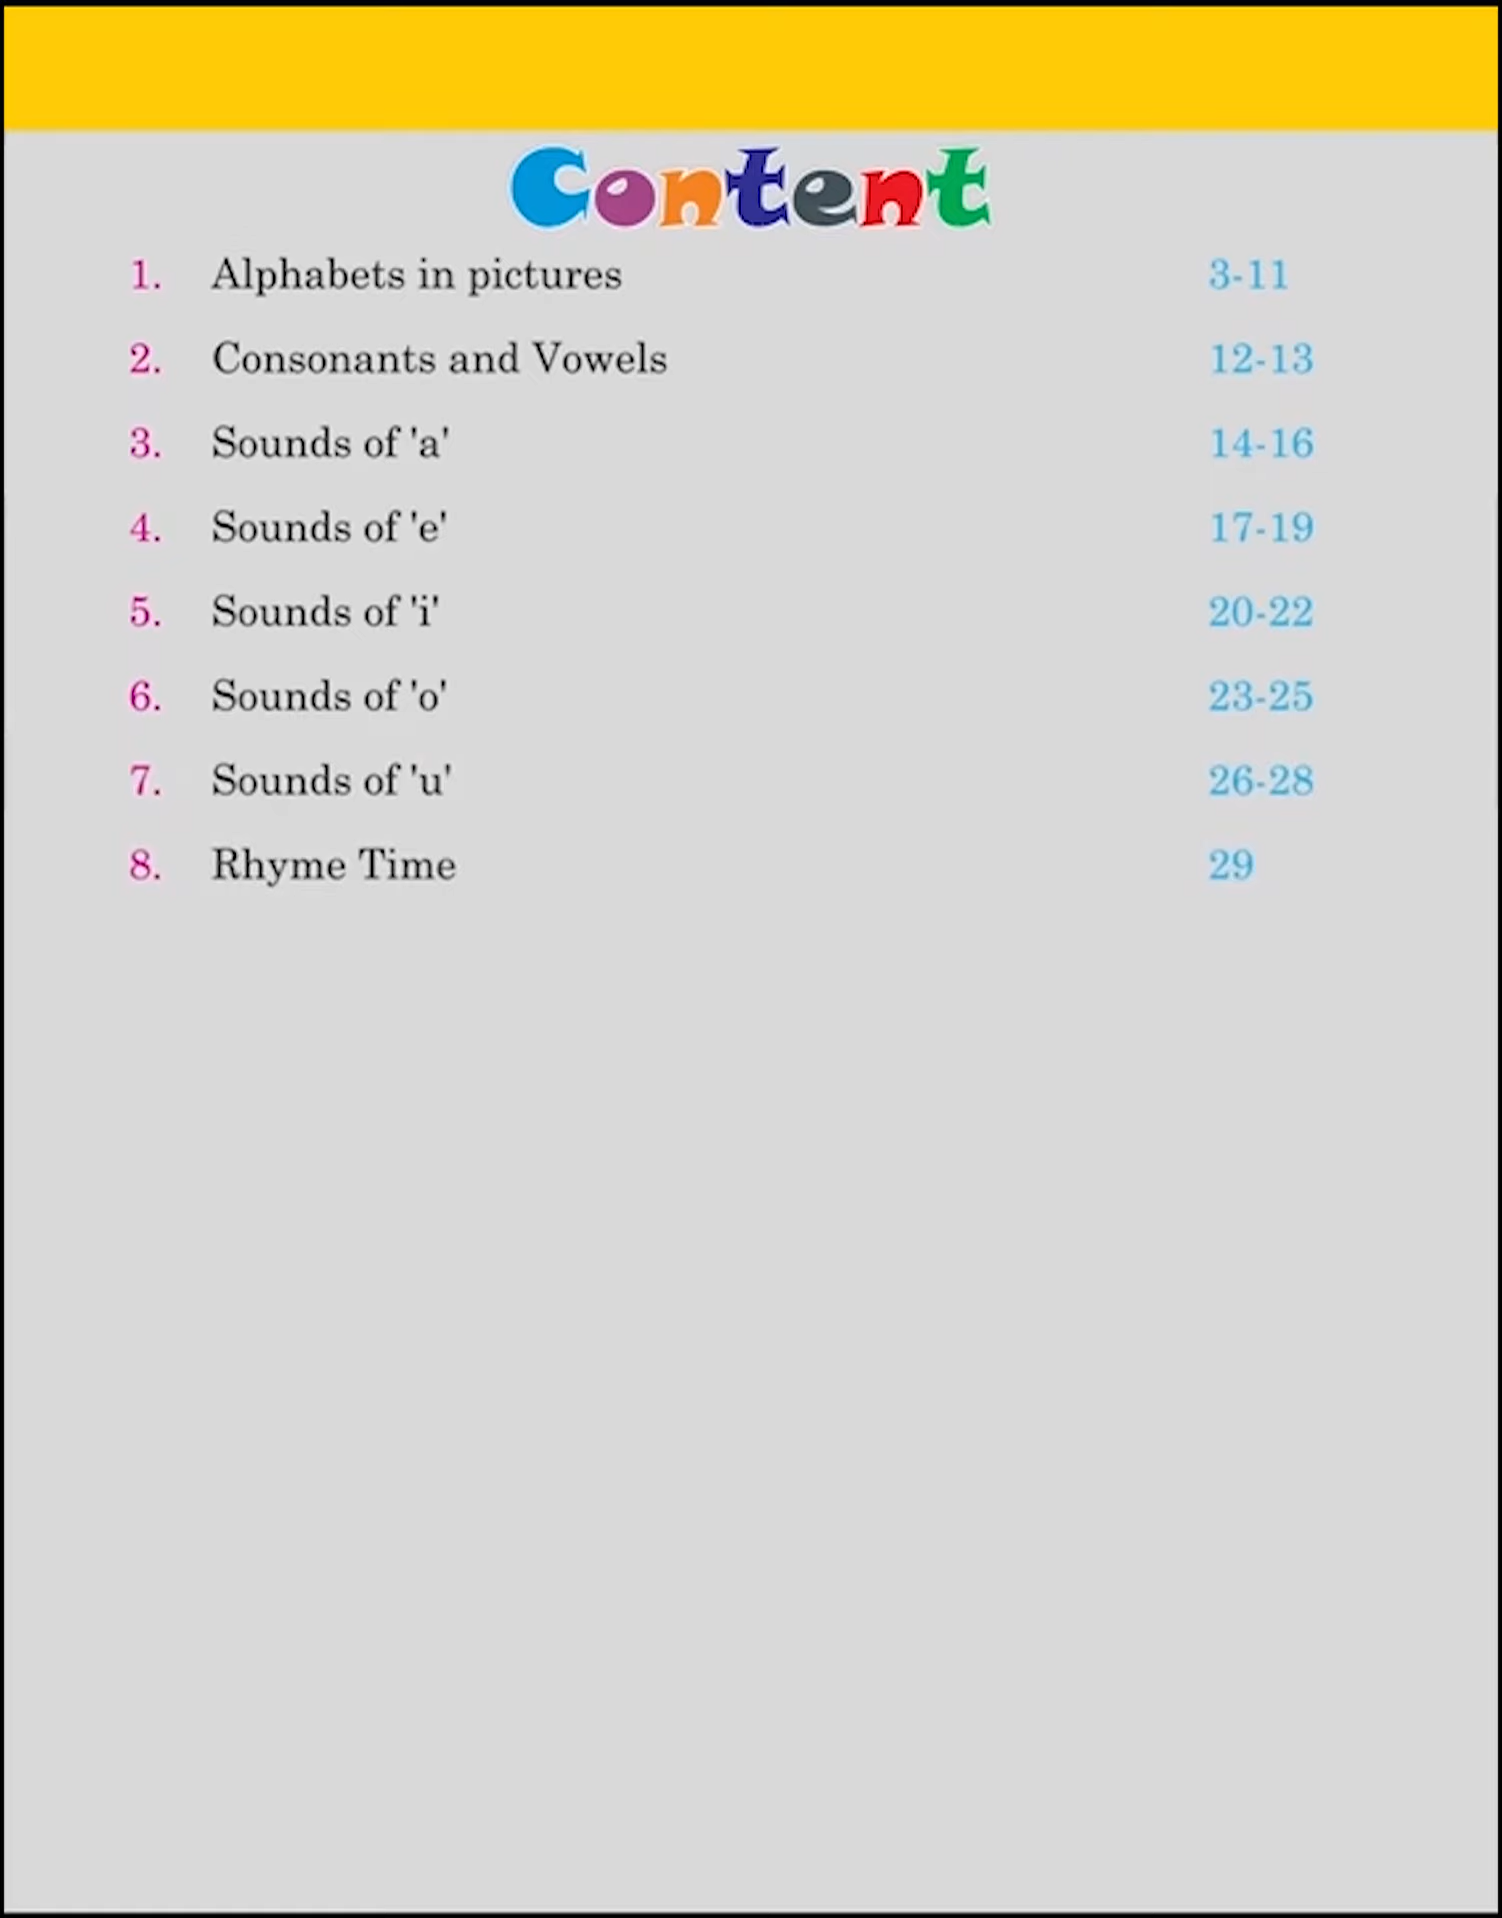 Content
1. Alphabets in pictures 3-11
2. Consonants and Vowels 12-13
3. Sounds of 'a' 14-16
4. Sounds of 'e' 17-19
5. Sounds of 'i' 20-22
6. Sounds of 'o' 23-25
7. Sounds of 'u' 26-28
8. Rhyme Time 29